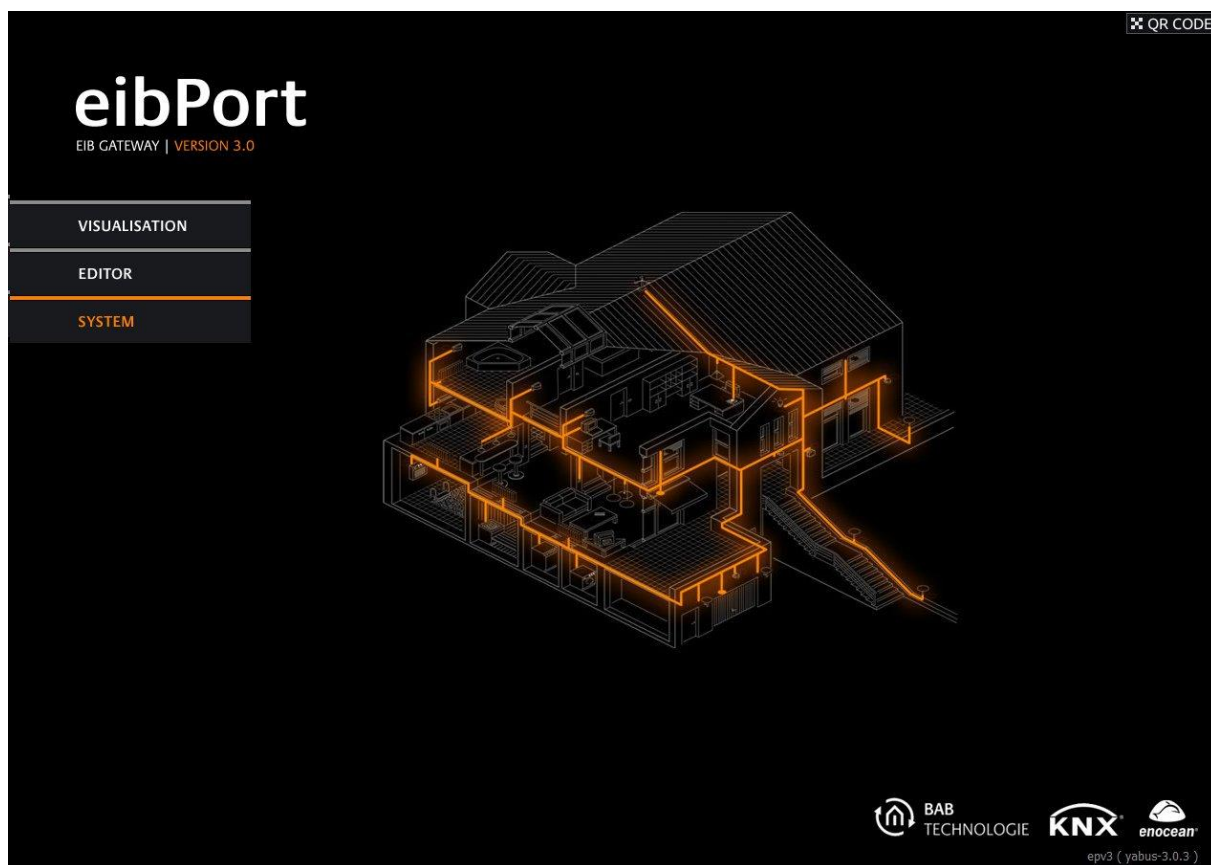 QR CODE
eibPort
EIB GATEWAY | VERSION 3.0
VISUALISATION
EDITOR
SYSTEM
BAB
TECHNOLOGIE
KNX®
enocean®
epv3 ( yabus-3.0.3 )